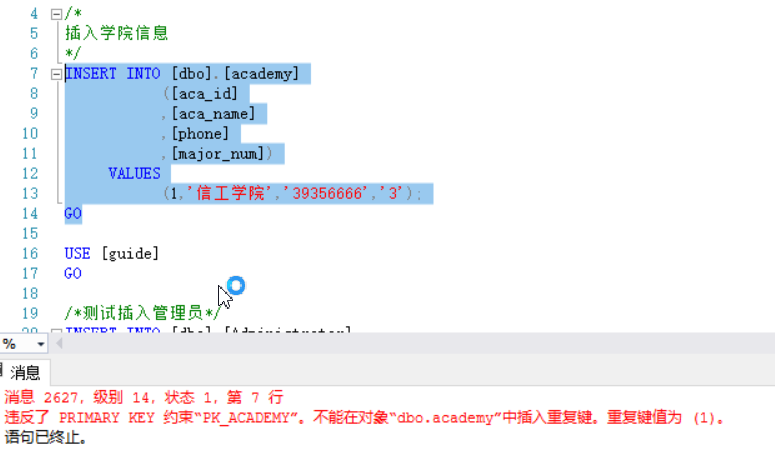 4 /*
5 插入学院信息
6 */
7 INSERT INTO [dbo].[academy]
8 ([aca_id]
9 ,[aca_name]
10 ,[phone]
11 ,[major_num])
12 VALUES
13 (1,'信工学院','39356666','3');
14 GO
15
16 USE [guide]
17 GO
18
19 /*测试插入管理员*/
20 INSERT INTO [dbo].[Administrator]
%
消息
消息 2627，级别 14，状态 1，第 7 行
违反了 PRIMARY KEY 约束“PK_ACADEMY”。不能在对象“dbo.academy”中插入重复键。重复键值为 (1)。
语句已终止。